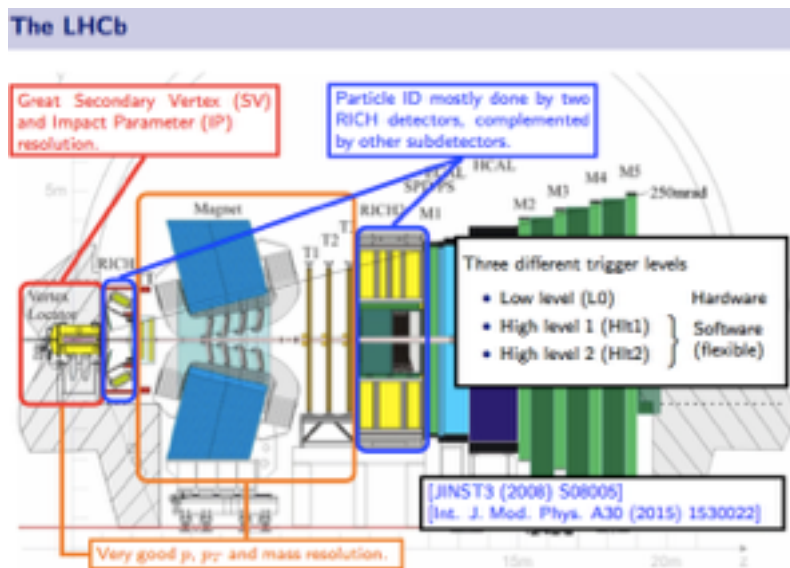 The LHCb
y
Great Secondary Vertex (SV)
and Impact Parameter (IP)
resolution.
Particle ID mostly done by two
RICH detectors, complemented
by other subdetectors.
HCAL
M5
M4
M3
M2
250mrad
5m
Magnet
RICH2
M1
T1
T2
RICH
Vertex
Locator
Three different trigger levels
• Low level (L0) Hardware
• High level 1 (Hlt1) Software
• High level 2 (Hlt2) (flexible)
[JINST3 (2008) S08005]
[Int. J. Mod. Phys. A30 (2015) 1530022]
Very good p, pT and mass resolution.
15m
20m
z